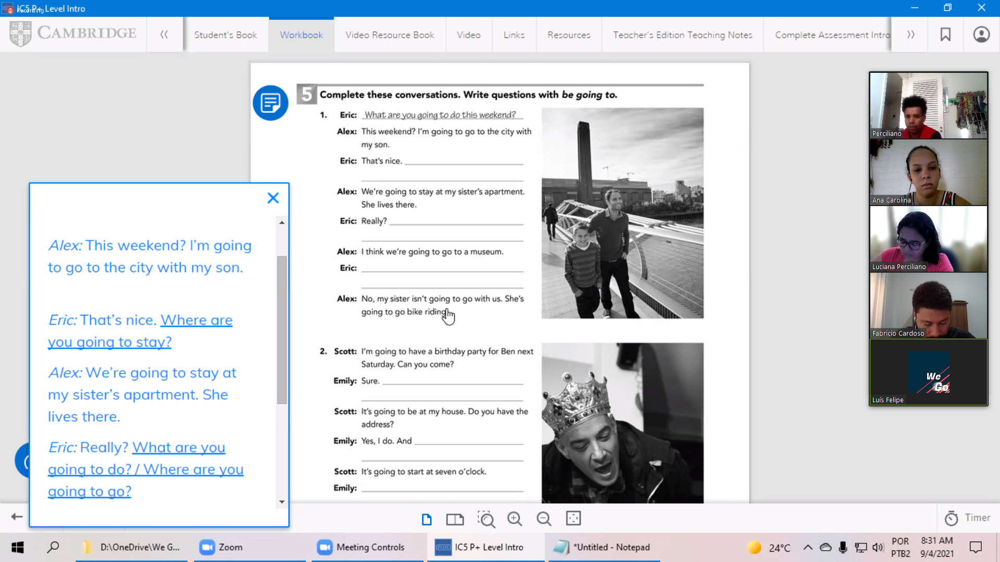 IC5 P+ Level Intro
Recording
CAMBRIDGE
Student's Book
Workbook
Video Resource Book
Video
Links
Resources
Teacher's Edition Teaching Notes
Complete Assessment Intro
5 Complete these conversations. Write questions with be going to.
1. Eric: What are you going to do this weekend?
Alex: This weekend? I'm going to go to the city with
my son.
Eric: That's nice.
Alex: We're going to stay at my sister's apartment.
She lives there.
Eric: Really?
Alex: I think we're going to go to a museum.
Eric:
Alex: No, my sister isn't going to go with us. She's
going to go bike riding
2. Scott: I'm going to have a birthday party for Ben next
Saturday. Can you come?
Emily: Sure.
Scott: It's going to be at my house. Do you have the
address?
Emily: Yes, I do. And
Scott: It's going to start at seven o'clock.
Emily:
Alex: This weekend? I'm going
to go to the city with my son.
Eric: That's nice. Where are
you going to stay?
Alex: We're going to stay at
my sister's apartment. She
lives there.
Eric: Really? What are you
going to do? / Where are you
going to go?
Perciliano
Ana Carolina
Luciana Perciliano
Fabricio Cardoso
We
Go
Luís Felipe
Timer
D:\OneDrive\We G...
Zoom
Meeting Controls
PLUS
IC5 P+ Level Intro
*Untitled - Notepad
24°C
POR
PTB2
8:31 AM
9/4/2021